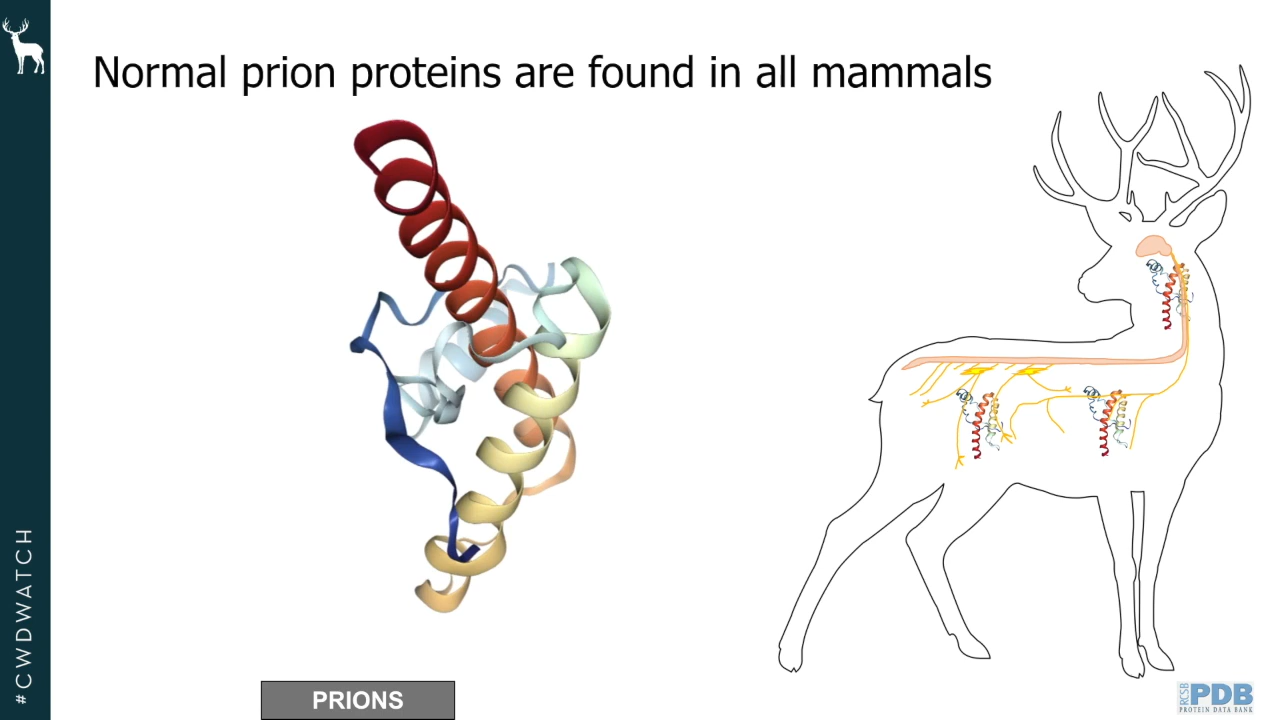 Normal prion proteins are found in all mammals
#CWDWATCH
PRIONS
RCSB
PDB
PROTEIN DATA BANK